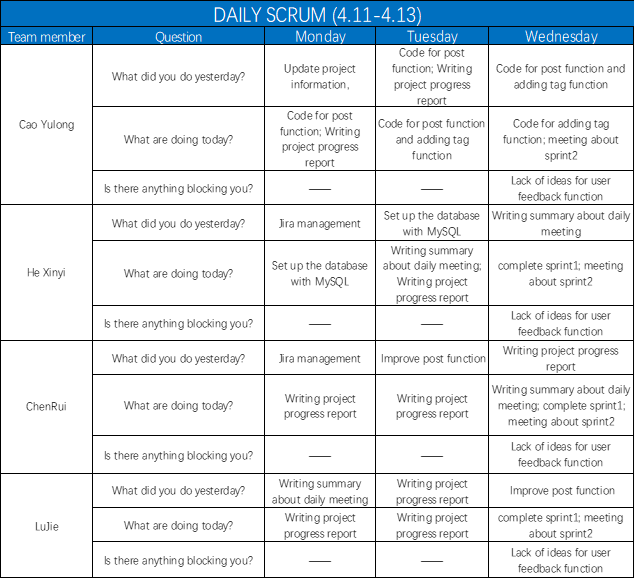 DAILY SCRUM (4.11-4.13)
Team member Question Monday Tuesday Wednesday
Cao Yulong
What did you do yesterday?
Update project
information,
Code for post
function; Writing
project progress
report
Code for post function and
adding tag function
What are doing today?
Code for post
function; Writing
project progress
report
Code for post function
and adding tag
function
Code for adding tag
function; meeting about
sprint2
Is there anything blocking you?
——
——
Lack of ideas for user
feedback function
He Xinyi
What did you do yesterday?
Jira management
Set up the database
with MySQL
Writing summary about daily
meeting
What are doing today?
Set up the database
with MySQL
Writing summary
about daily meeting;
Writing project
progress report
complete sprint1; meeting
about sprint2
Is there anything blocking you?
——
——
Lack of ideas for user
feedback function
ChenRui
What did you do yesterday?
Jira management
Improve post function
Writing project progress
report
What are doing today?
Writing project
progress report
Writing project
progress report
Writing summary about daily
meeting; complete sprint1;
meeting about sprint2
Is there anything blocking you?
——
——
Lack of ideas for user
feedback function
LuJie
What did you do yesterday?
Writing summary
about daily meeting
Writing project
progress report
Improve post function
What are doing today?
Writing project
progress report
Writing project
progress report
complete sprint1; meeting
about sprint2
Is there anything blocking you?
——
——
Lack of ideas for user
feedback function